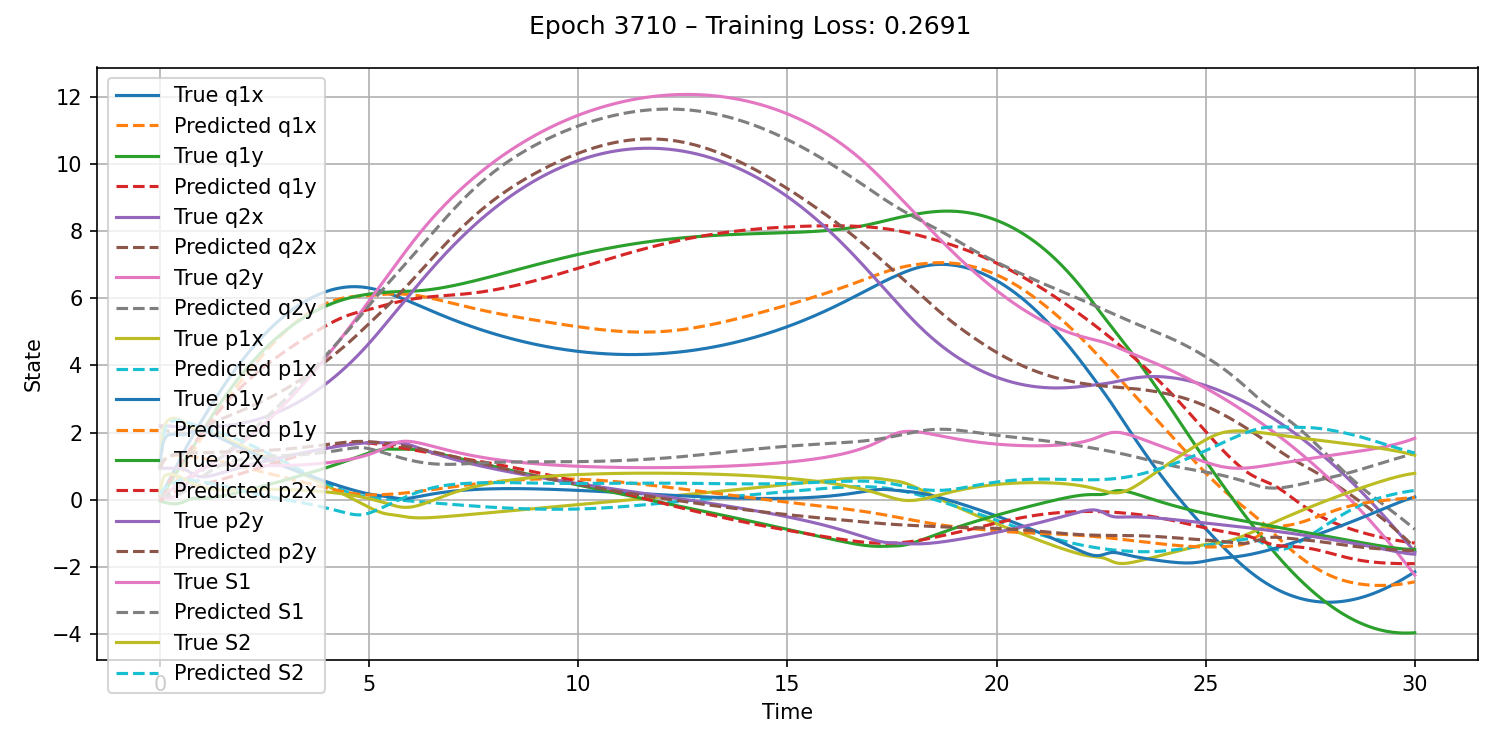 Epoch 3710 – Training Loss: 0.2691
State
12
10
8
6
4
2
0
−2
−4
True q1x
Predicted q1x
True q1y
Predicted q1y
True q2x
Predicted q2x
True q2y
Predicted q2y
True p1x
Predicted p1x
True p1y
Predicted p1y
True p2x
Predicted p2x
True p2y
Predicted p2y
True S1
Predicted S1
True S2
Predicted S2
0 5 10 15 20 25 30
Time